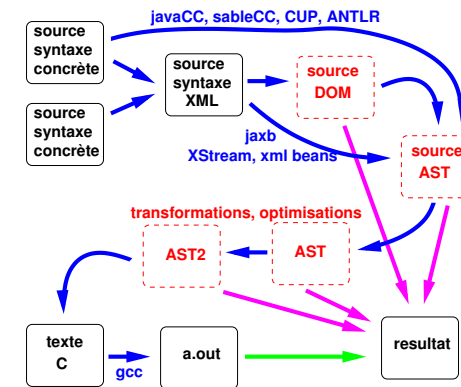 javaCC, sableCC, CUP, ANTLR
source
syntaxe
concrète
source
syntaxe
XML
source
DOM
source
syntaxe
concrète
jaxb
XStream, xml beans
source
AST
transformations, optimisations
AST2
AST
texte
C
gcc
a.out
resultat